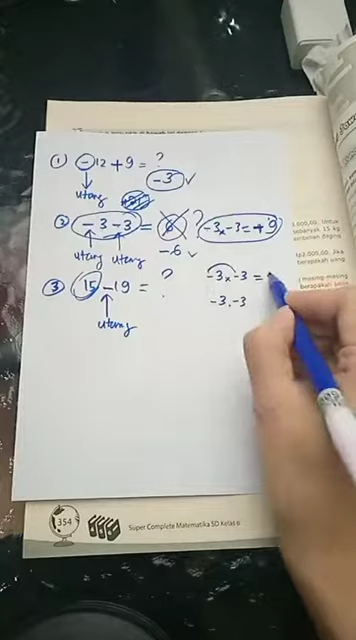 ① -12 + 9 = ?
-3 ✓
utang
② -3 -3 = 6 ? -3 x -3 = +9
-6 ✓
utang utang
③ 15 - 19 = ?
utang
-3 x -3 =
-3 . -3
354
Super Complete Matematika SD Kelas 6